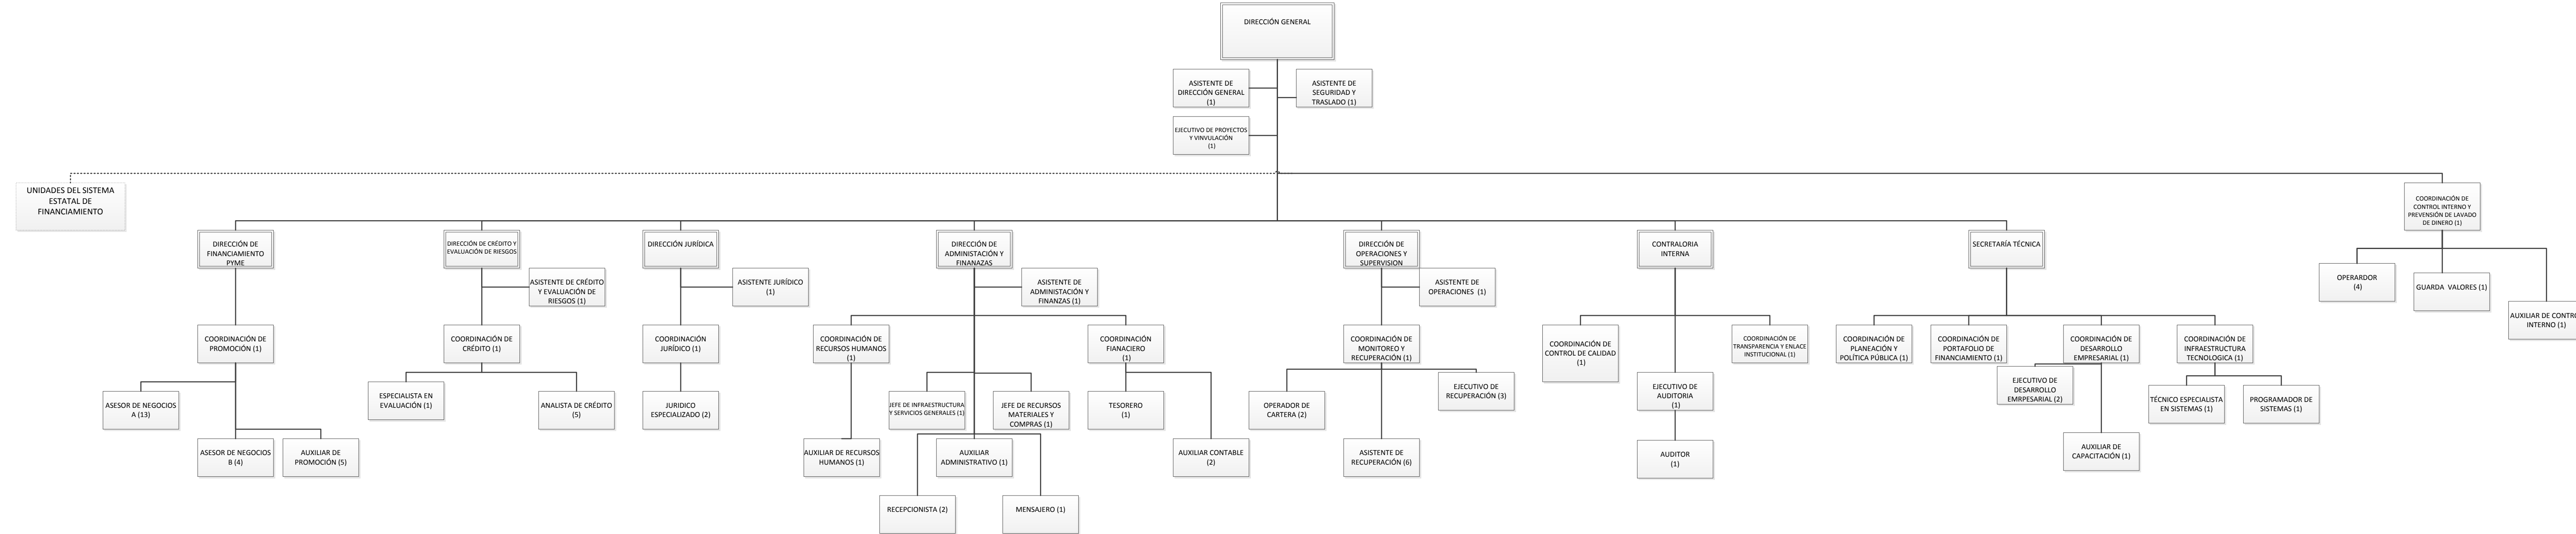 DIRECCIÓN GENERAL
ASISTENTE DE
DIRECCIÓN GENERAL
(1)
ASISTENTE DE
SEGURIDAD Y
TRASLADO (1)
EJECUTIVO DE PROYECTOS
Y VINVULACIÓN
(1)
UNIDADES DEL SISTEMA
ESTATAL DE
FINANCIAMIENTO
COORDINACIÓN DE
CONTROL INTERNO Y
PREVENCIÓN DE LAVADO
DE DINERO (1)
DIRECCIÓN DE
FINANCIAMIENTO
PYME
DIRECCIÓN DE CRÉDITO Y
EVALUACIÓN DE RIESGOS
DIRECCIÓN JURÍDICA
DIRECCIÓN DE
ADMINISTACIÓN Y
FINANAZAS
DIRECCIÓN DE
OPERACIONES Y
SUPERVISION
CONTRALORIA
INTERNA
SECRETARÍA TÉCNICA
ASISTENTE DE CRÉDITO
Y EVALUACIÓN DE
RIESGOS (1)
ASISTENTE JURÍDICO
(1)
ASISTENTE DE
ADMINISTACIÓN Y
FINANZAS (1)
ASISTENTE DE
OPERACIONES (1)
OPERARDOR
(4)
GUARDA VALORES (1)
AUXILIAR DE CONTRO
INTERNO (1)
COORDINACIÓN DE
PROMOCIÓN (1)
COORDINACIÓN DE
CRÉDITO (1)
COORDINACIÓN
JURÍDICO (1)
COORDINACIÓN DE
RECURSOS HUMANOS
(1)
COORDINACIÓN
FIANACIERO
(1)
COORDINACIÓN DE
MONITOREO Y
RECUPERACIÓN (1)
COORDINACIÓN DE
CONTROL DE CALIDAD
(1)
COORDINACIÓN DE
TRANSPARENCIA Y ENLACE
INSTITUCIONAL (1)
COORDINACIÓN DE
PLANEACIÓN Y
POLÍTICA PÚBLICA (1)
COORDINACIÓN DE
PORTAFOLIO DE
FINANCIAMIENTO (1)
COORDINACIÓN DE
DESARROLLO
EMPRESARIAL (1)
COORDINACIÓN DE
INFRAESTRUCTURA
TECNOLOGICA (1)
ASESOR DE NEGOCIOS
A (13)
ESPECIALISTA EN
EVALUACIÓN (1)
ANALISTA DE CRÉDITO
(5)
JURIDICO
ESPECIALIZADO (2)
JEFE DE INFRAESTRUCTURA
Y SERVICIOS GENERALES (1)
JEFE DE RECURSOS
MATERIALES Y
COMPRAS (1)
TESORERO
(1)
OPERADOR DE
CARTERA (2)
EJECUTIVO DE
RECUPERACIÓN (3)
EJECUTIVO DE
AUDITORIA
(1)
EJECUTIVO DE
DESARROLLO
EMRPESARIAL (2)
TÉCNICO ESPECIALISTA
EN SISTEMAS (1)
PROGRAMADOR DE
SISTEMAS (1)
ASESOR DE NEGOCIOS
B (4)
AUXILIAR DE
PROMOCIÓN (5)
AUXILIAR DE RECURSOS
HUMANOS (1)
AUXILIAR
ADMINISTRATIVO (1)
AUXILIAR CONTABLE
(2)
ASISTENTE DE
RECUPERACIÓN (6)
AUDITOR
(1)
AUXILIAR DE
CAPACITACIÓN (1)
RECEPCIONISTA (2)
MENSAJERO (1)